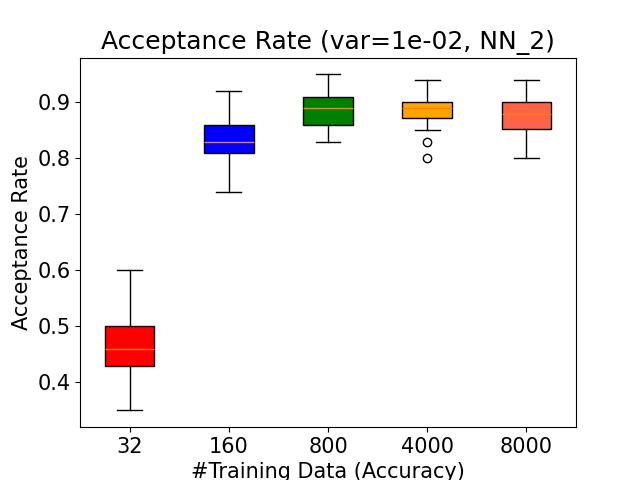 Acceptance Rate (var=1e-02, NN_2)
0.9
0.8
0.7
0.6
0.5
0.4
Acceptance Rate
32 160 800 4000 8000
#Training Data (Accuracy)